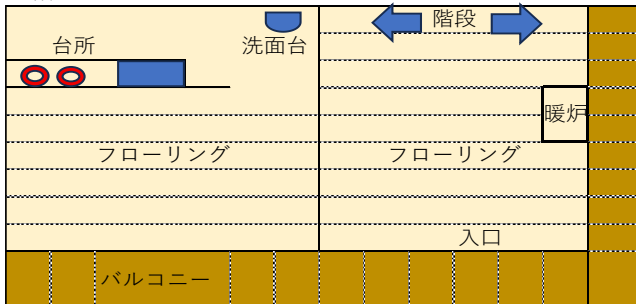 階段
台所
洗面台
暖炉
フローリング
フローリング
入口
バルコニー